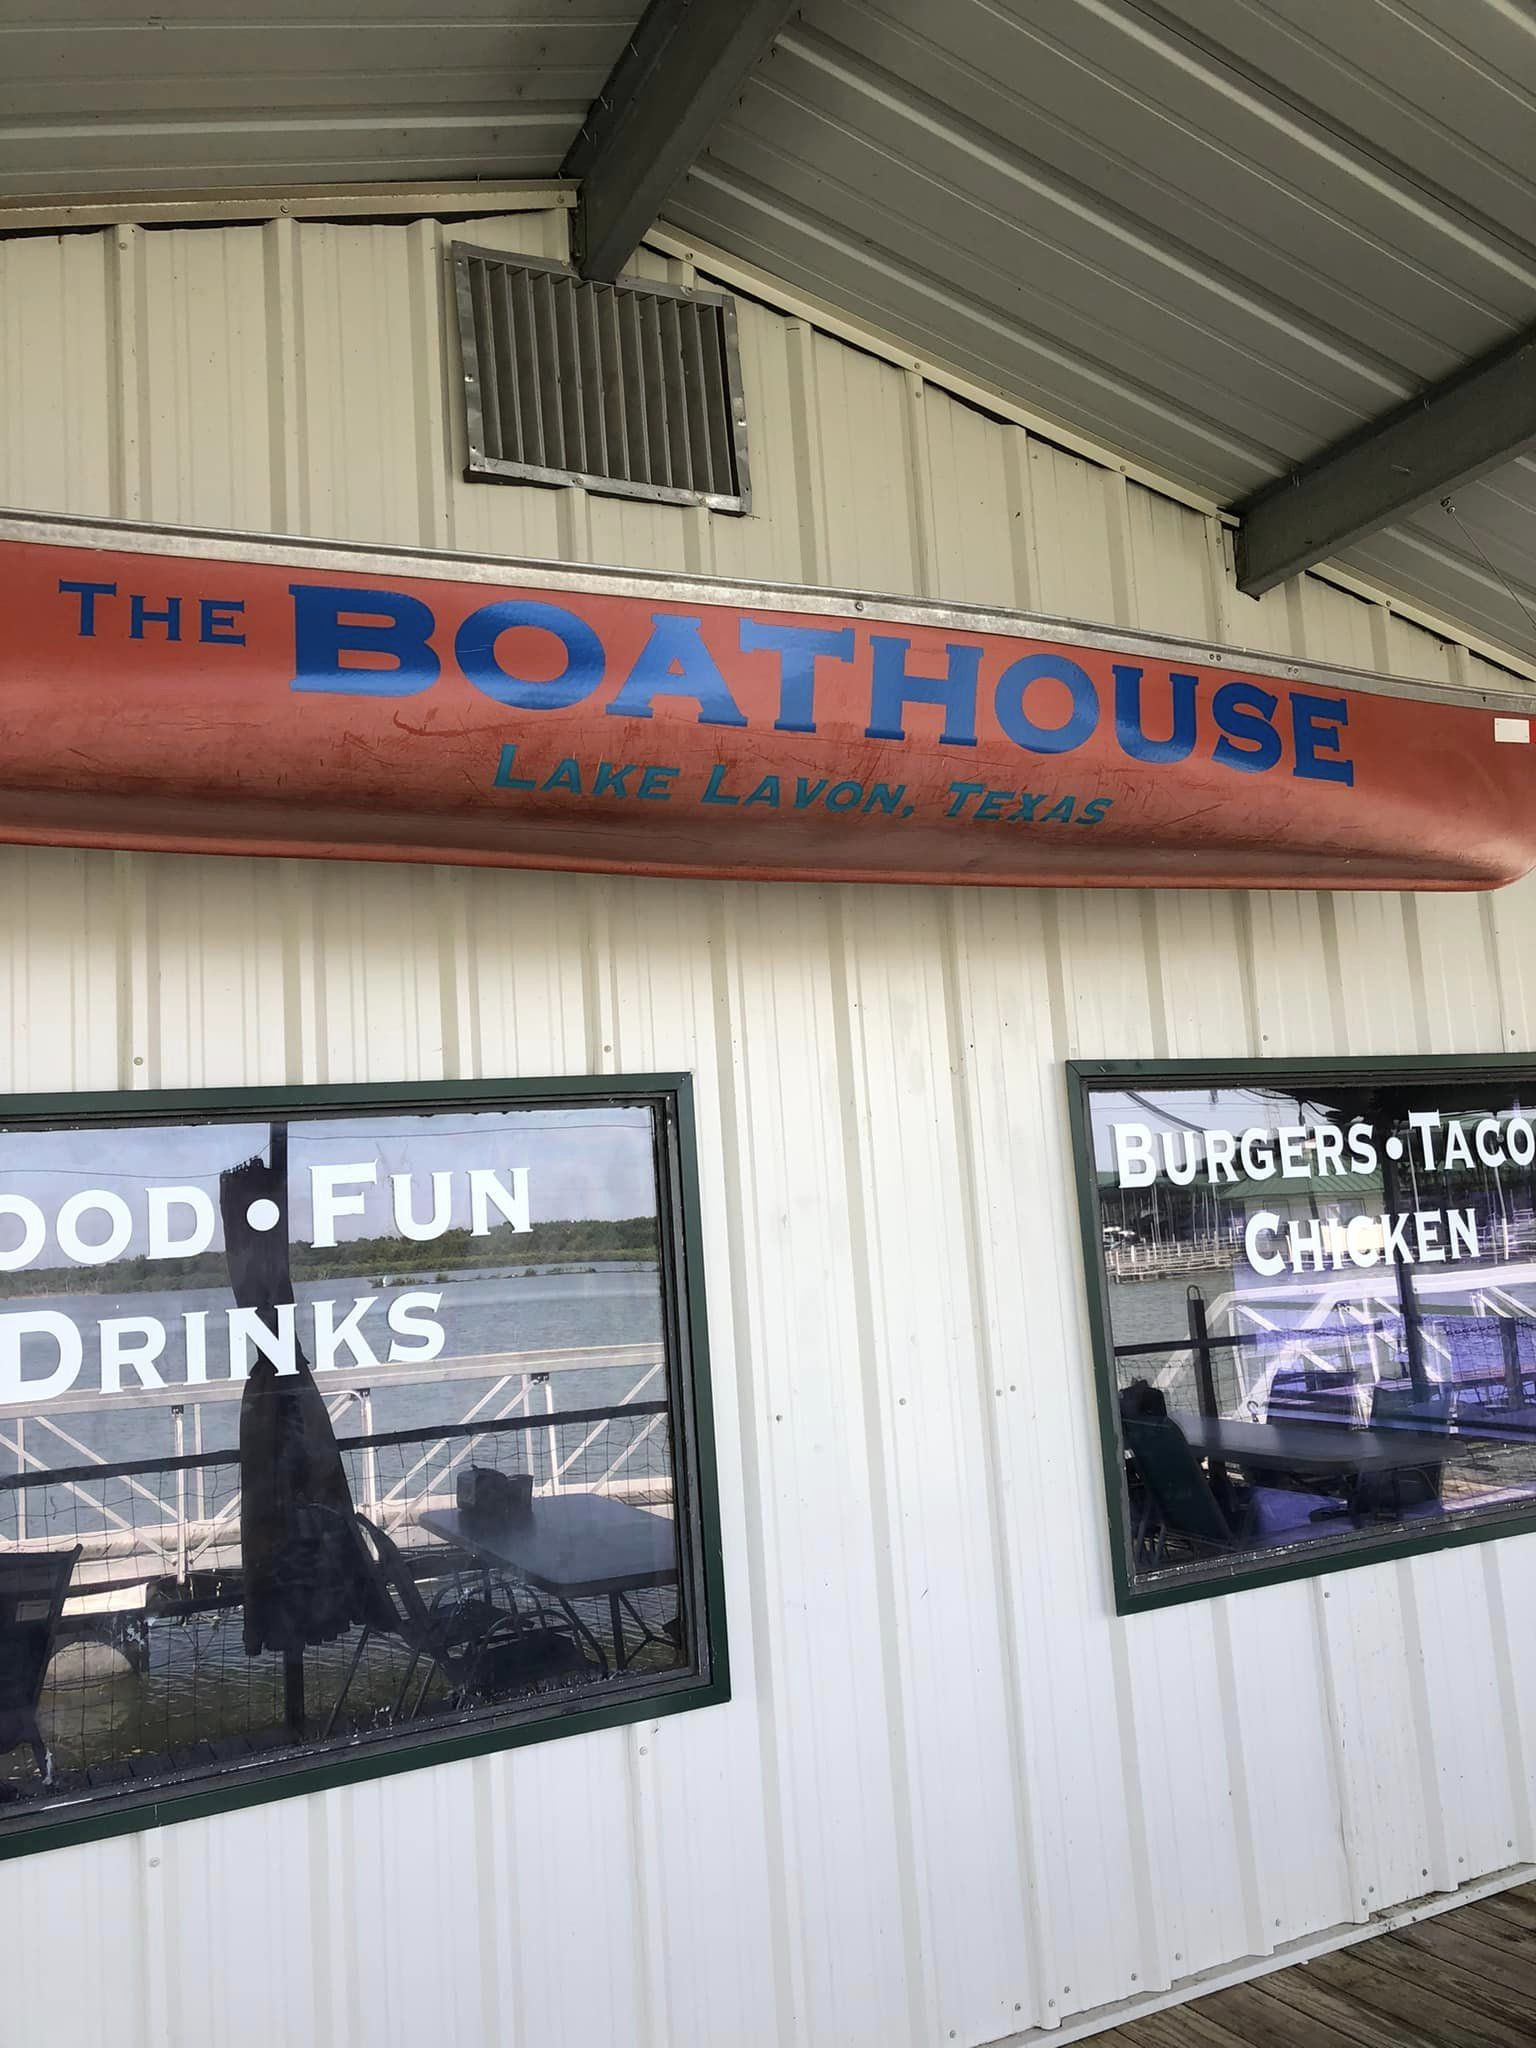 THE BOATHOUSE
LAKE LAVON, TEXAS
OOD • FUN
DRINKS
BURGERS • TACO
CHICKEN